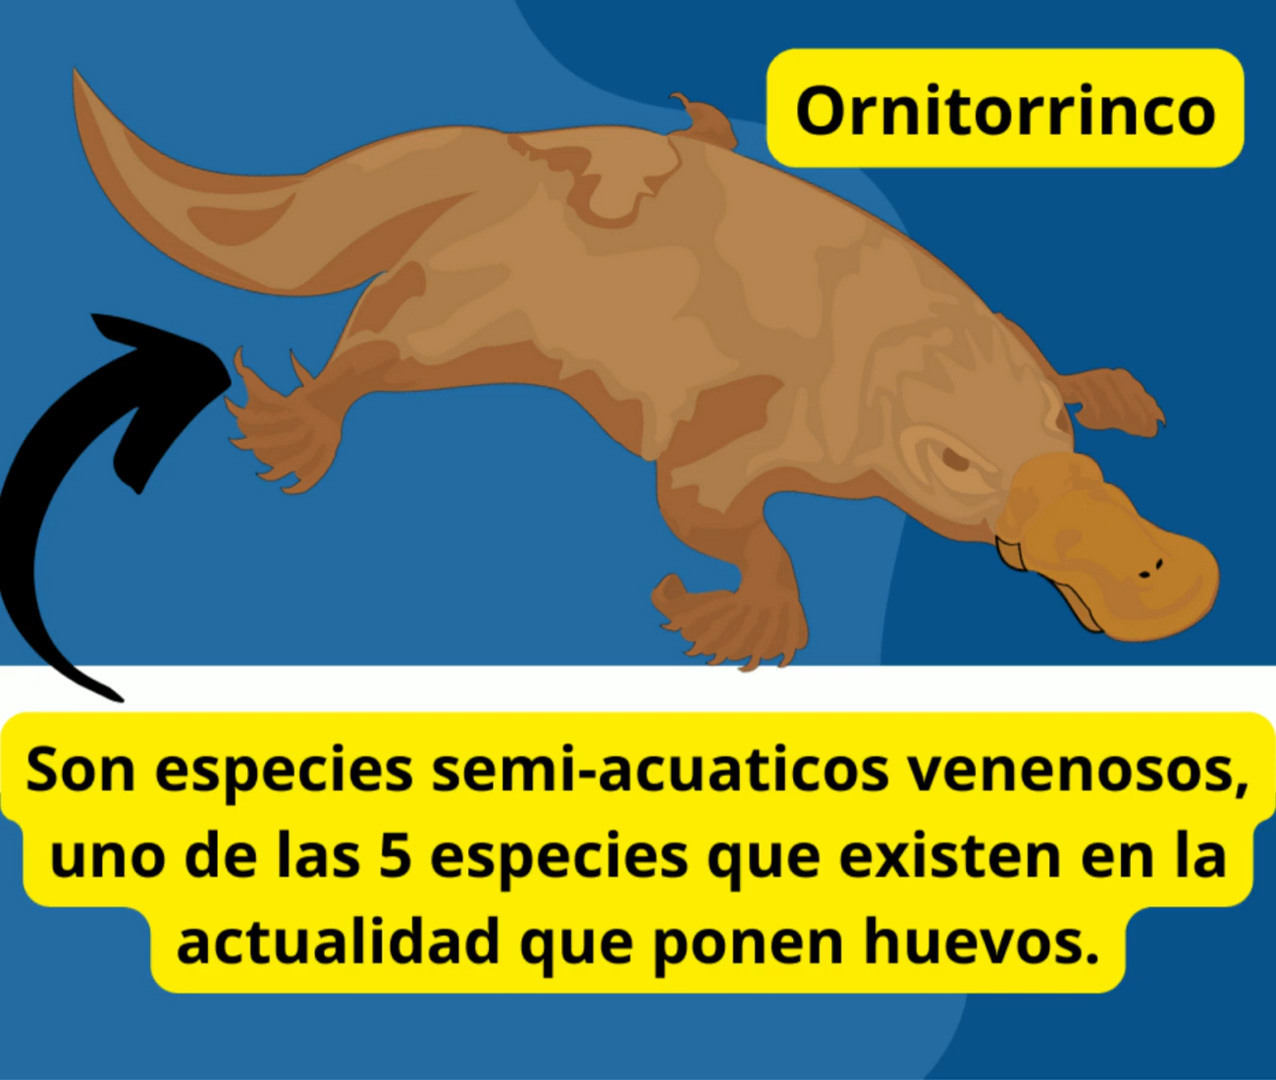 Ornitorrinco
Son especies semi-acuaticos venenosos,
uno de las 5 especies que existen en la
actualidad que ponen huevos.